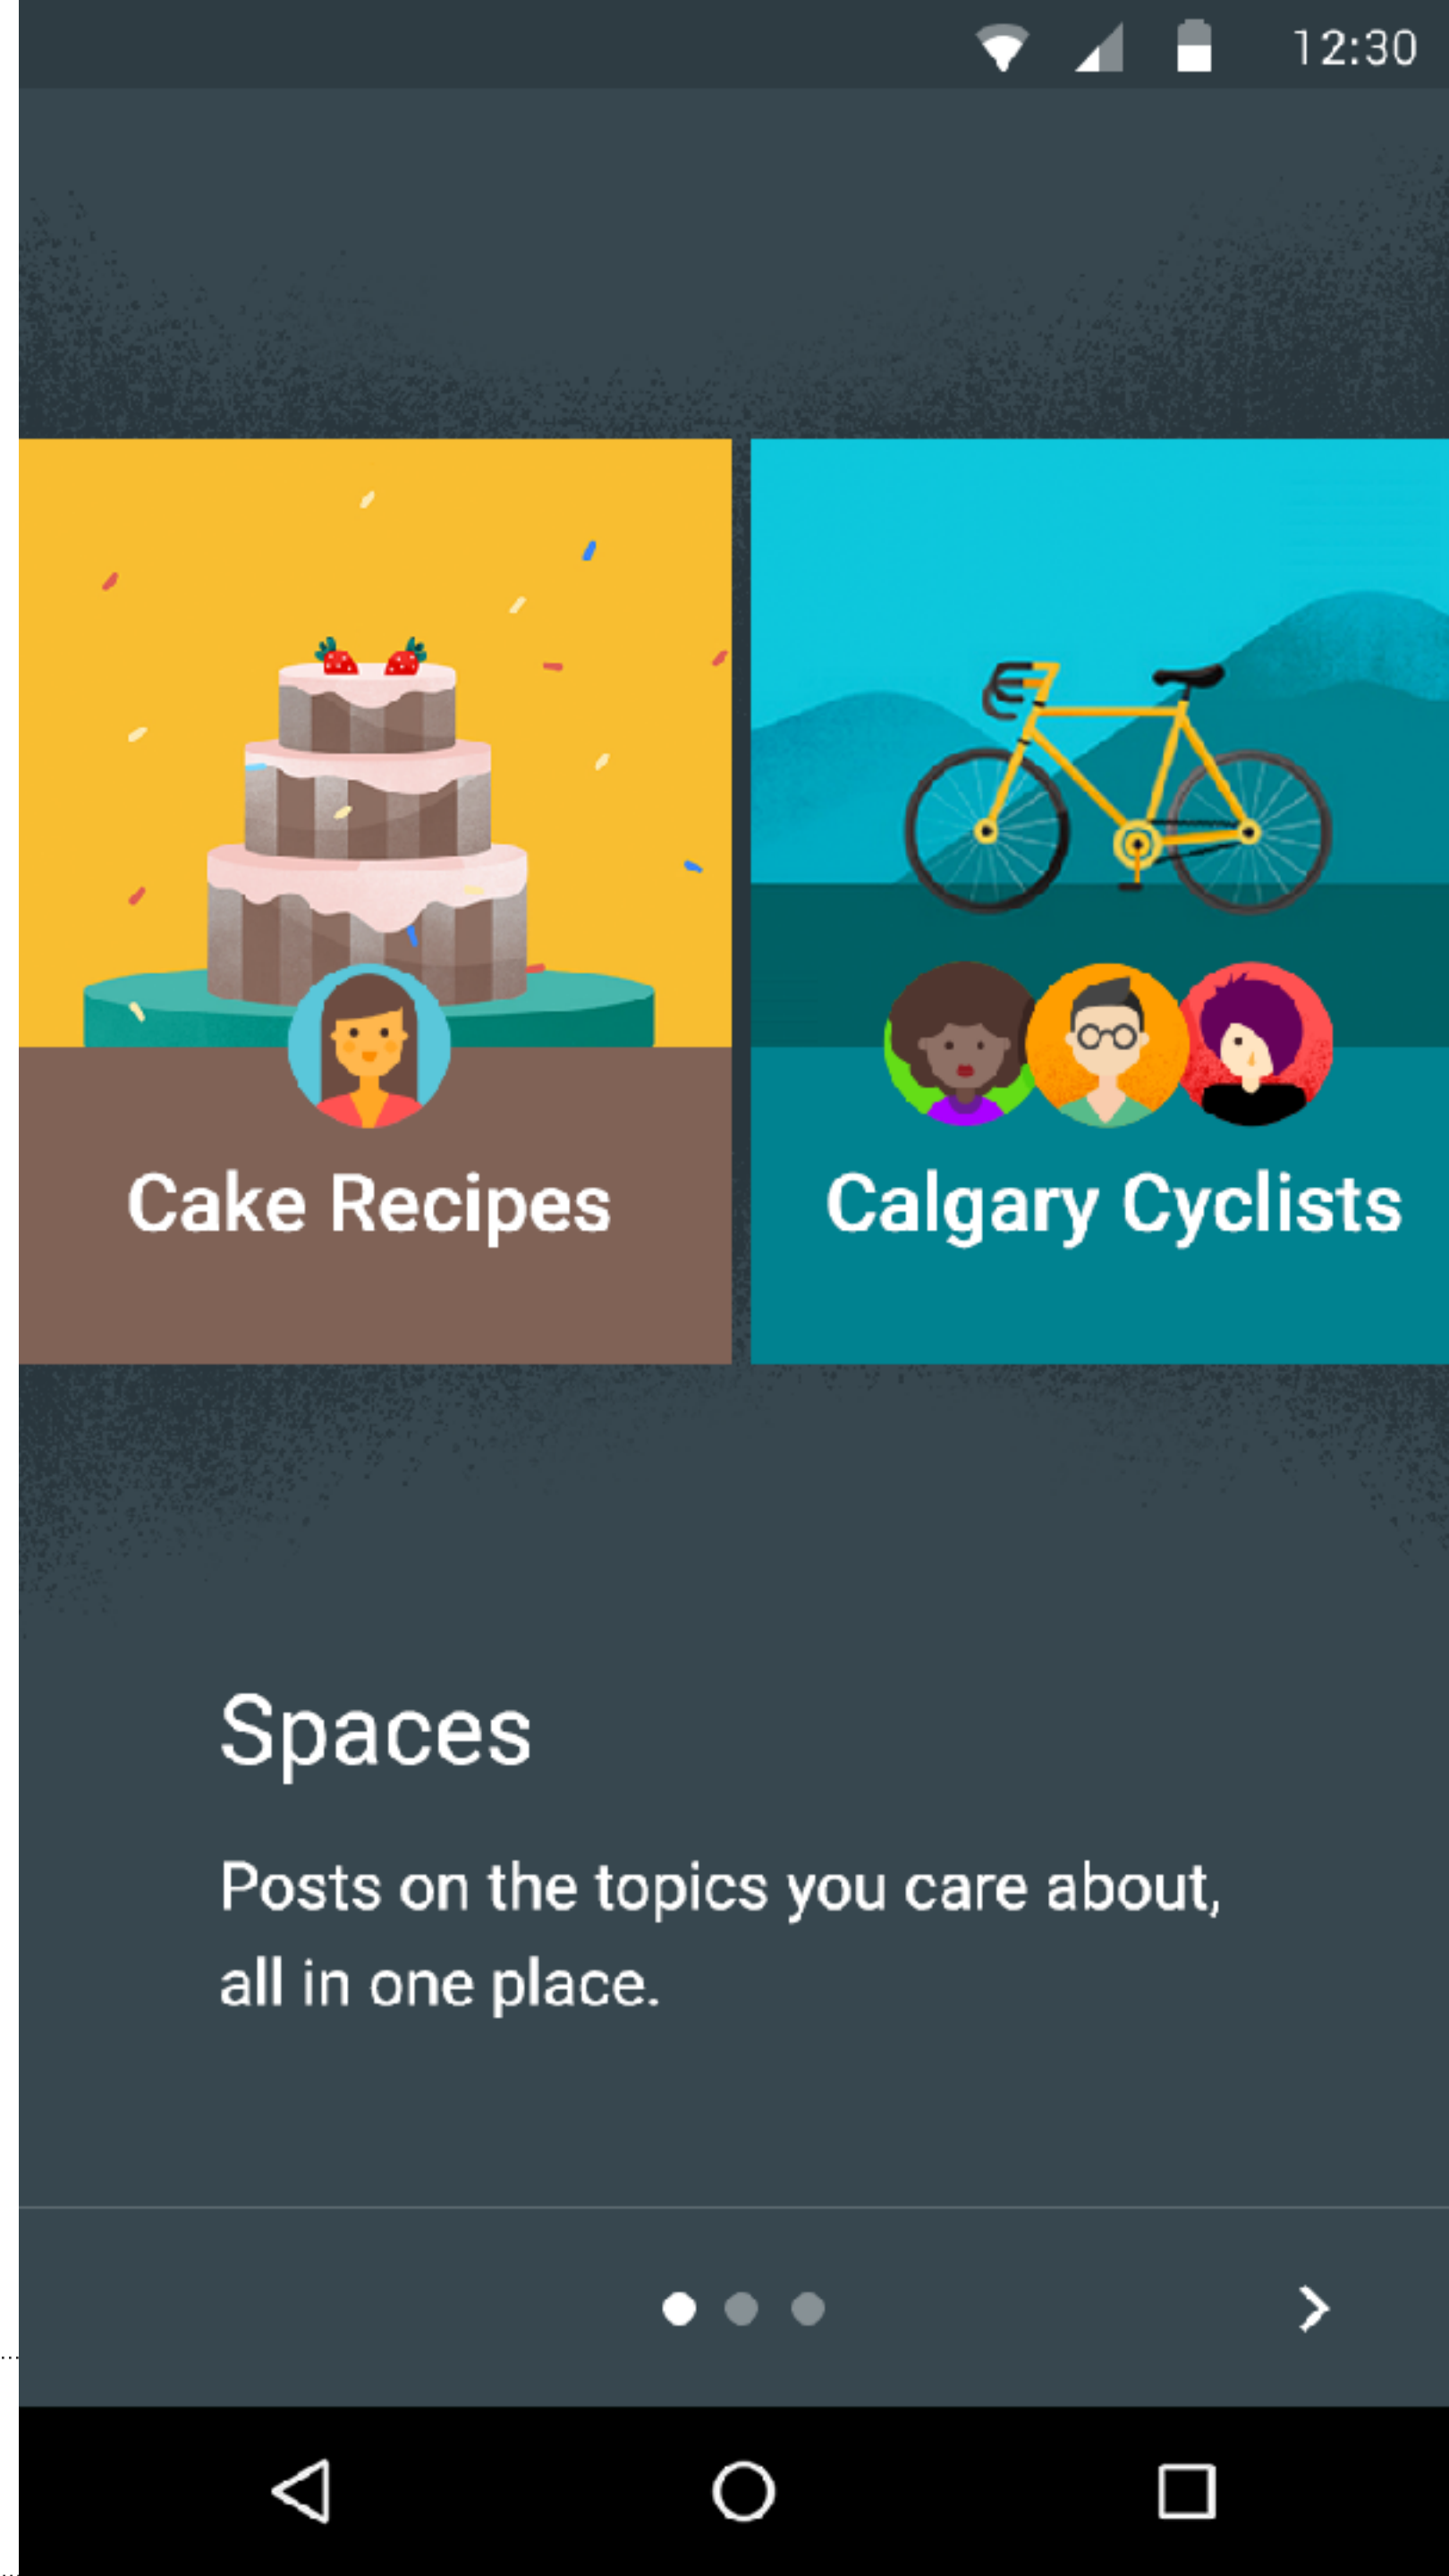 12:30
Cake Recipes
Calgary Cyclists
Spaces
Posts on the topics you care about,
all in one place.